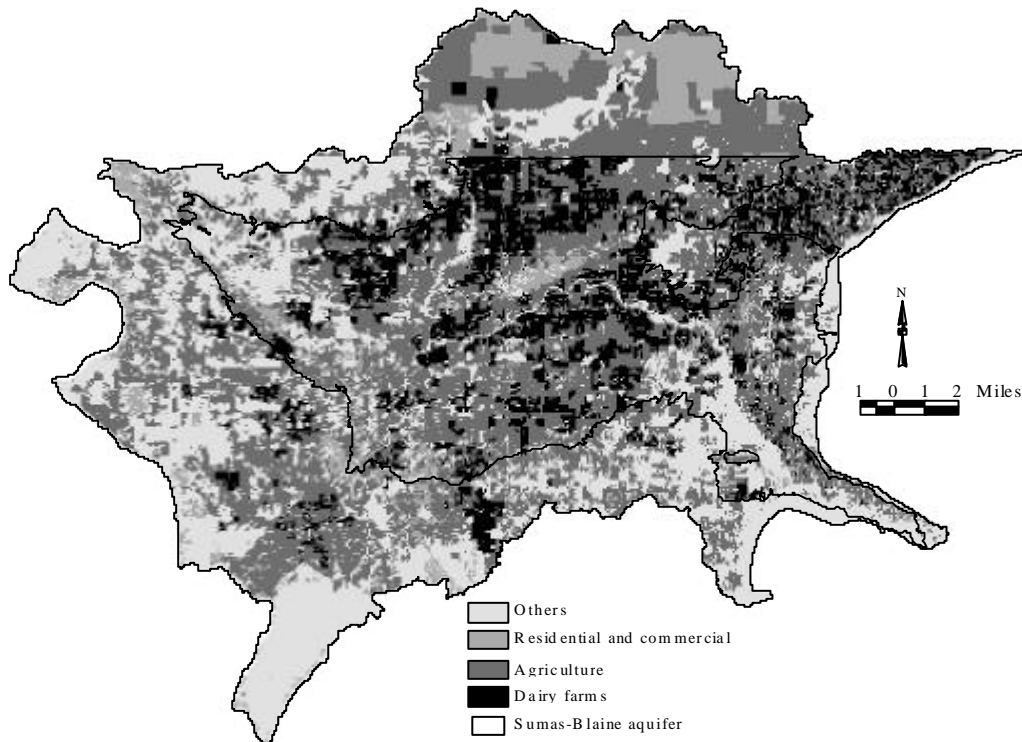 N
1 0 1 2 Miles
Others
Residential and commercial
Agriculture
Dairy farms
Sumas-Blaine aquifer